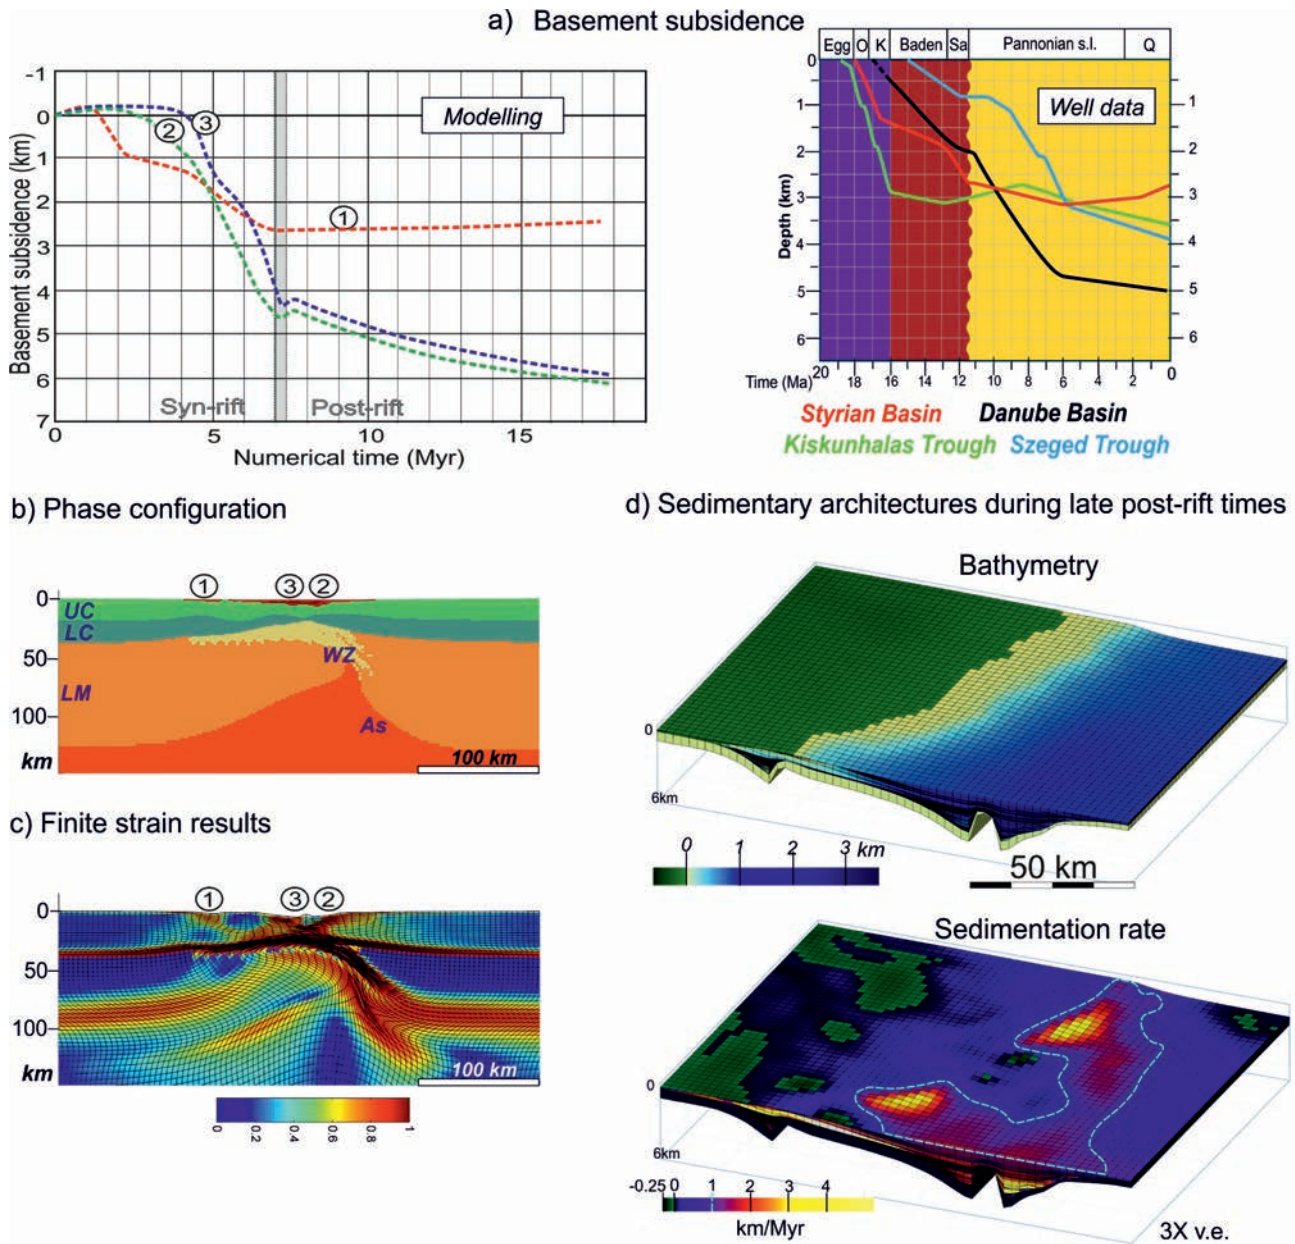 a) Basement subsidence
-1
0
1
2
3
4
5
6
7
Basement subsidence (km)
Modelling
2
3
1
Syn-rift
Post-rift
0
5
10
15
Numerical time (Myr)
Egg
O
K
Baden
Sa
Pannonian s.l.
Q
Well data
0
1
2
3
4
5
6
Depth (km)
1
2
3
4
5
6
Time (Ma)
20
18
16
14
12
10
8
6
4
2
0
Styrian Basin
Danube Basin
Kiskunhalas Trough
Szeged Trough
b) Phase configuration
1
3
2
0
50
100
km
UC
LC
LM
WZ
As
100 km
c) Finite strain results
1
3
2
0
50
100
km
100 km
0
0.2
0.4
0.6
0.8
1
d) Sedimentary architectures during late post-rift times
Bathymetry
0
6km
0
1
2
3 km
50 km
Sedimentation rate
0
6km
-0.25
0
1
2
3
4
km/Myr
3X v.e.